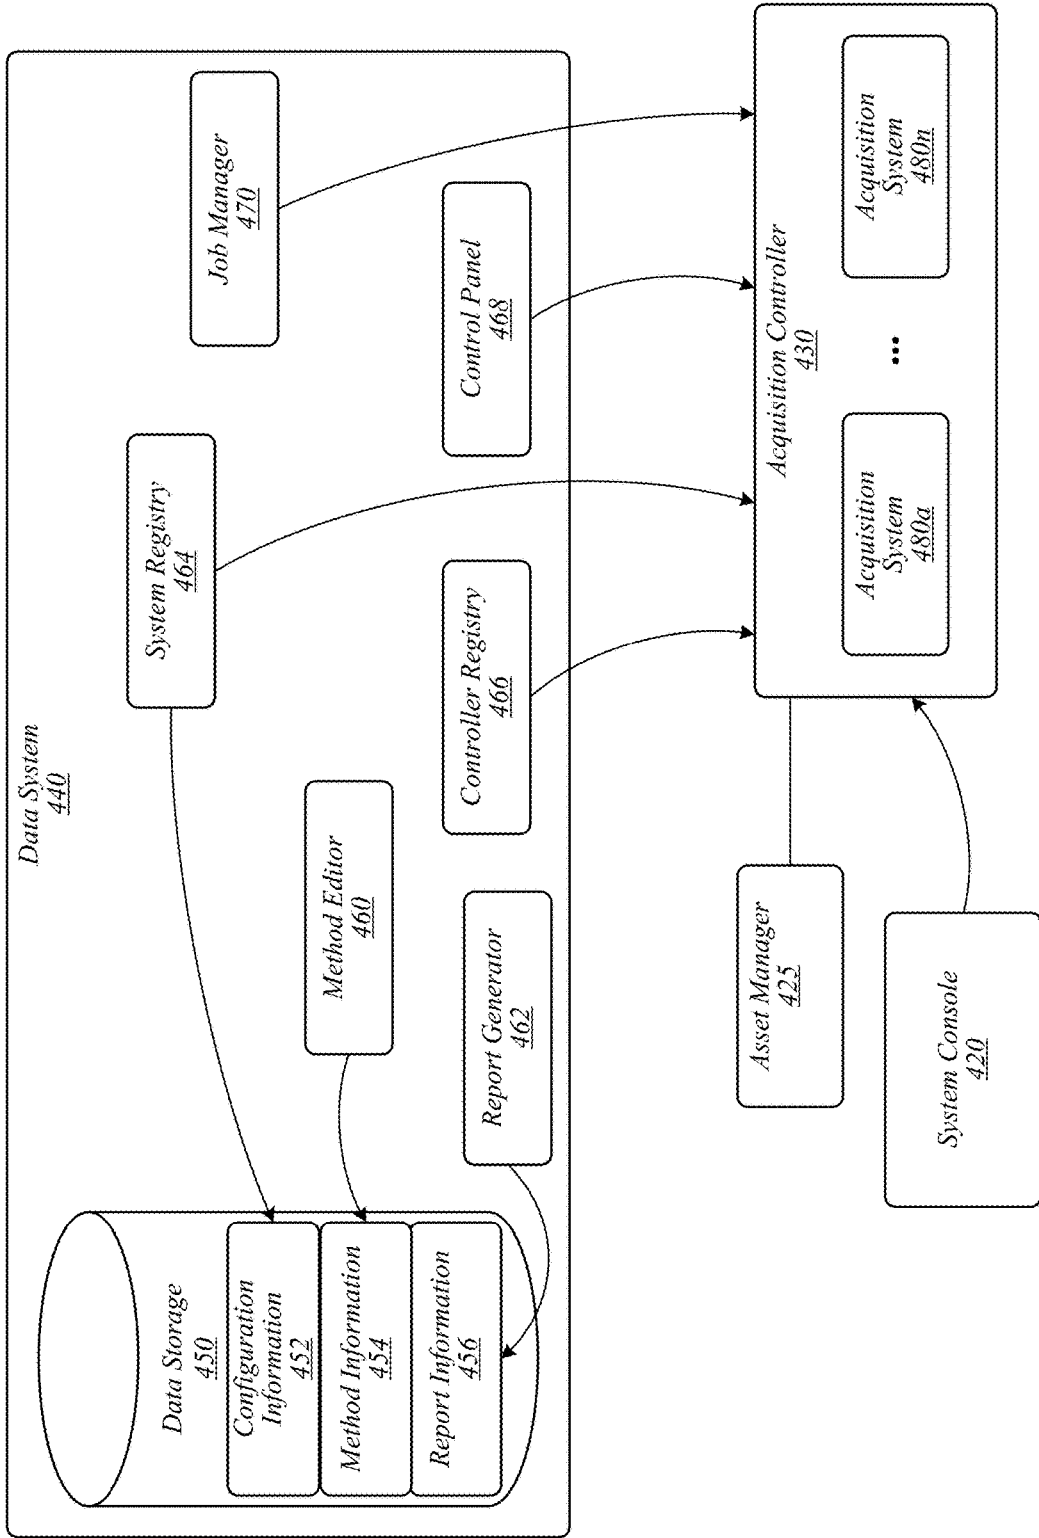 Data System
440
Data Storage
450
Configuration
Information
452
Method Information
454
Report Information
456
System Registry
464
Job Manager
470
Method Editor
460
Report Generator
462
Controller Registry
466
Control Panel
468
Asset Manager
425
System Console
420
Acquisition Controller
430
Acquisition
System
480a
...
Acquisition
System
480n